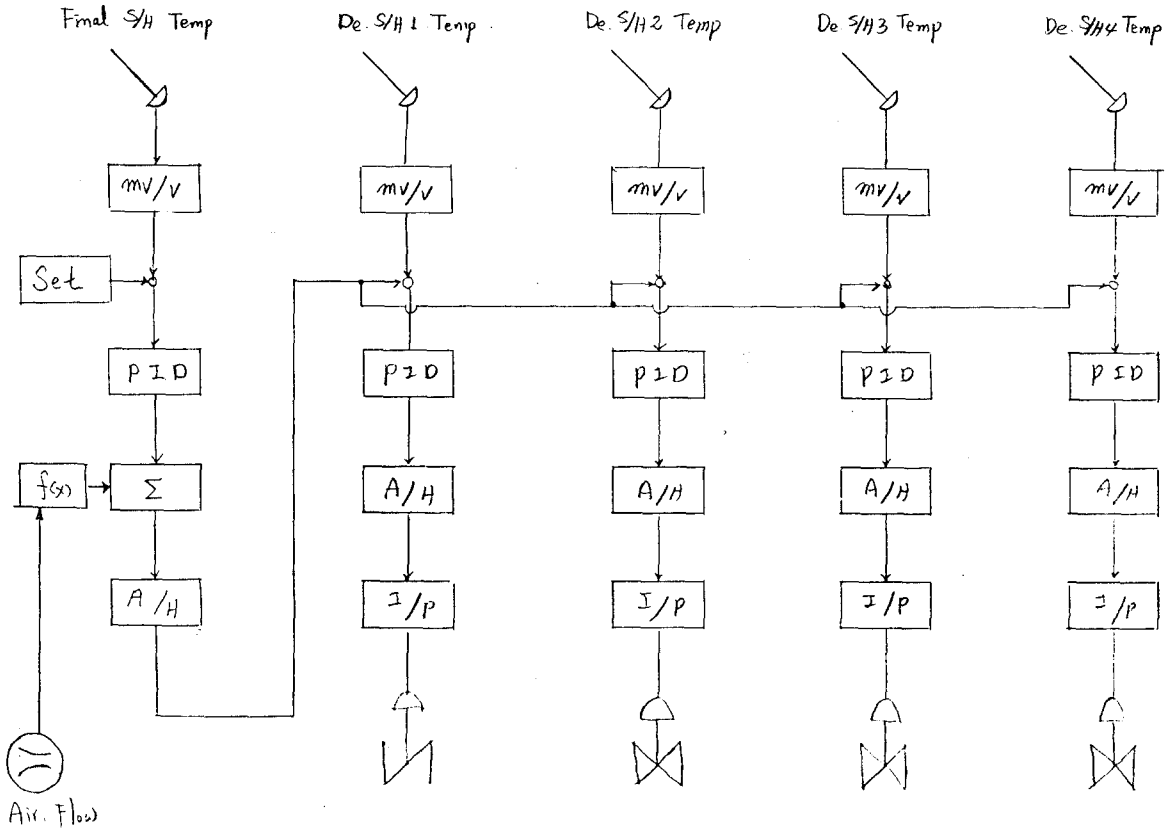 Final S/H Temp
De. S/H 1 Temp
De. S/H 2 Temp
De. S/H 3 Temp
De. S/H 4 Temp
mV/V
mV/V
mV/V
mV/V
mV/V
Set
PID
PID
PID
PID
PID
f(x)
Σ
A/H
A/H
A/H
A/H
A/H
I/P
I/P
I/P
I/P
Air. Flow